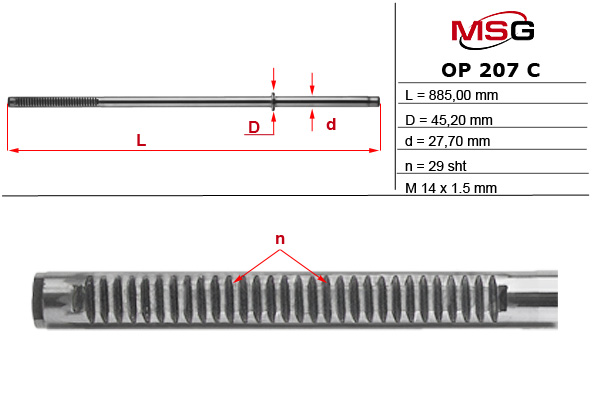 MSG
OP 207 C
L = 885,00 mm
D = 45,20 mm
d = 27,70 mm
n = 29 sht
M 14 x 1.5 mm
D
d
L
n